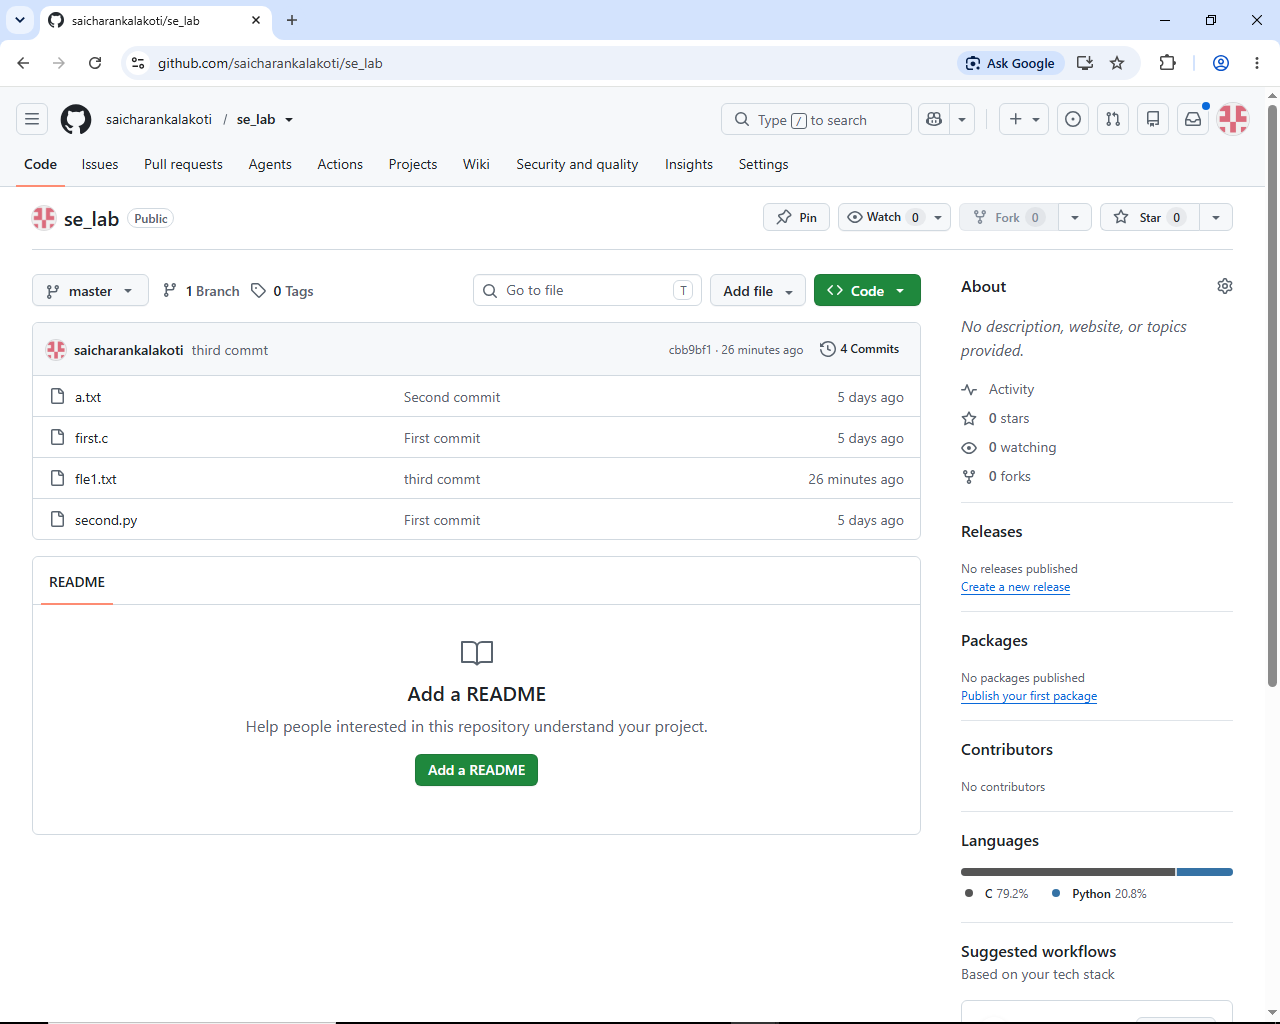 saicharankalakoti/se_lab
github.com/saicharankalakoti/se_lab
Ask Google
saicharankalakoti / se_lab
Type / to search
Code Issues Pull requests Agents Actions Projects Wiki Security and quality Insights Settings
se_lab Public
Pin Watch 0 Fork 0 Star 0
master 1 Branch 0 Tags Go to file T Add file Code
saicharankalakoti third commt cbb9bf1 · 26 minutes ago 4 Commits
a.txt Second commit 5 days ago
first.c First commit 5 days ago
fle1.txt third commt 26 minutes ago
second.py First commit 5 days ago
README
Add a README
Help people interested in this repository understand your project.
Add a README
About
No description, website, or topics
provided.
Activity
0 stars
0 watching
0 forks
Releases
No releases published
Create a new release
Packages
No packages published
Publish your first package
Contributors
No contributors
Languages
C 79.2% Python 20.8%
Suggested workflows
Based on your tech stack